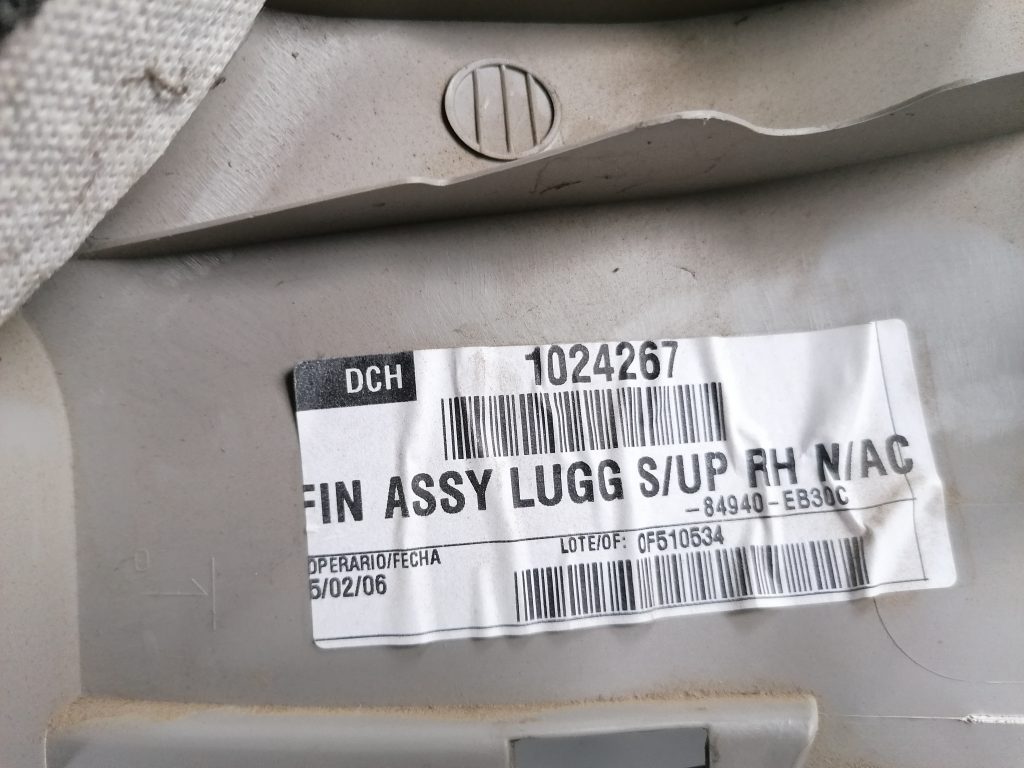 DCH
1024267
FIN ASSY LUGG S/UP RH N/AC
-84940-EB30C
OPERARIO/FECHA
LOTE/OF: 0F510534
5/02/06